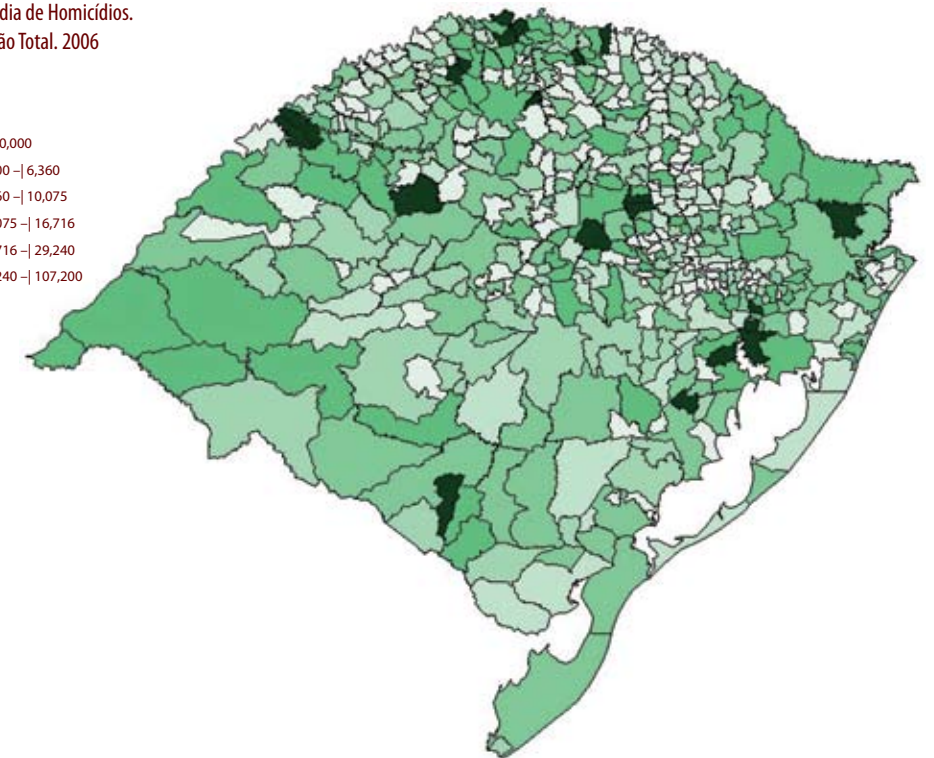 dia de Homicídios.
ão Total. 2006
0,000
00 –| 6,360
60 –| 10,075
075 –| 16,716
716 –| 29,240
240 –| 107,200